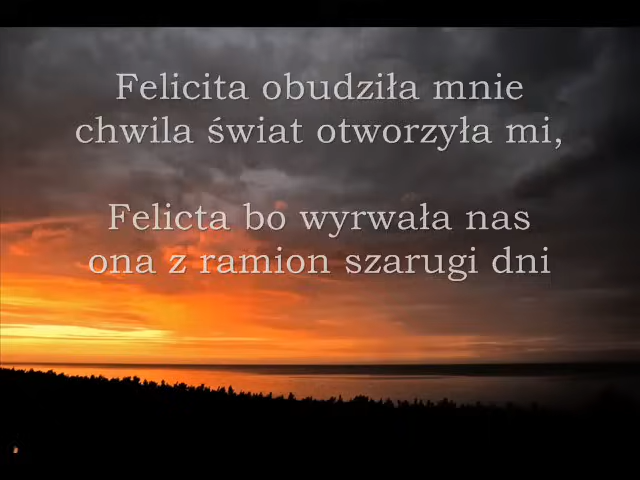 Felicita obudziła mnie
chwila świat otworzyła mi,
Felicta bo wyrwała nas
ona z ramion szarugi dni